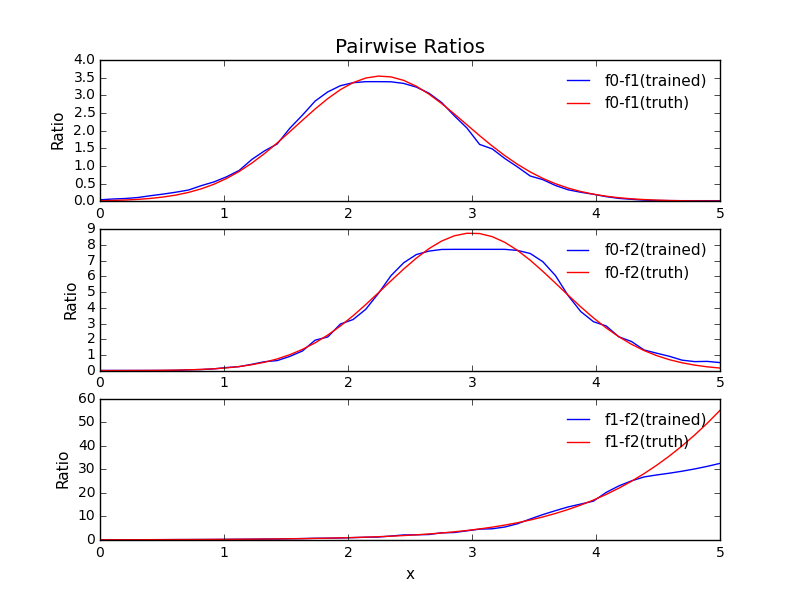 Pairwise Ratios
4.0
3.5
3.0
2.5
2.0
1.5
1.0
0.5
0.0
Ratio
f0-f1(trained)
f0-f1(truth)
0 1 2 3 4 5
9
8
7
6
5
4
3
2
1
0
Ratio
f0-f2(trained)
f0-f2(truth)
0 1 2 3 4 5
60
50
40
30
20
10
0
Ratio
f1-f2(trained)
f1-f2(truth)
0 1 2 3 4 5
x